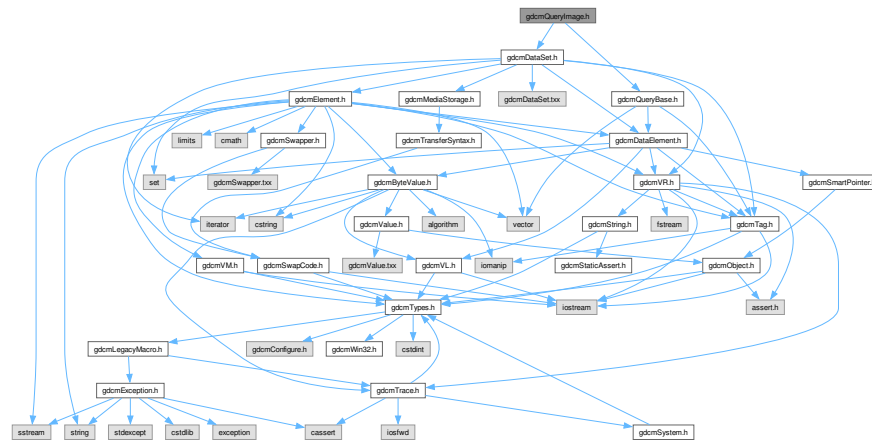 gdcmQueryImage.h
gdcmDataSet.h
gdcmElement.h
gdcmMediaStorage.h
gdcmDataSet.txx
gdcmQueryBase.h
limits
cmath
gdcmSwapper.h
gdcmTransferSyntax.h
gdcmDataElement.h
set
gdcmSwapper.txx
gdcmByteValue.h
gdcmVR.h
gdcmSmartPointer.h
iterator
cstring
gdcmValue.h
algorithm
vector
gdcmString.h
fstream
gdcmTag.h
gdcmVM.h
gdcmSwapCode.h
gdcmValue.txx
gdcmVL.h
iomanip
gdcmStaticAssert.h
gdcmObject.h
gdcmTypes.h
iostream
assert.h
gdcmLegacyMacro.h
gdcmConfigure.h
gdcmWin32.h
cstdint
gdcmException.h
gdcmTrace.h
sstream
string
stdexcept
cstdlib
exception
cassert
iosfwd
gdcmSystem.h